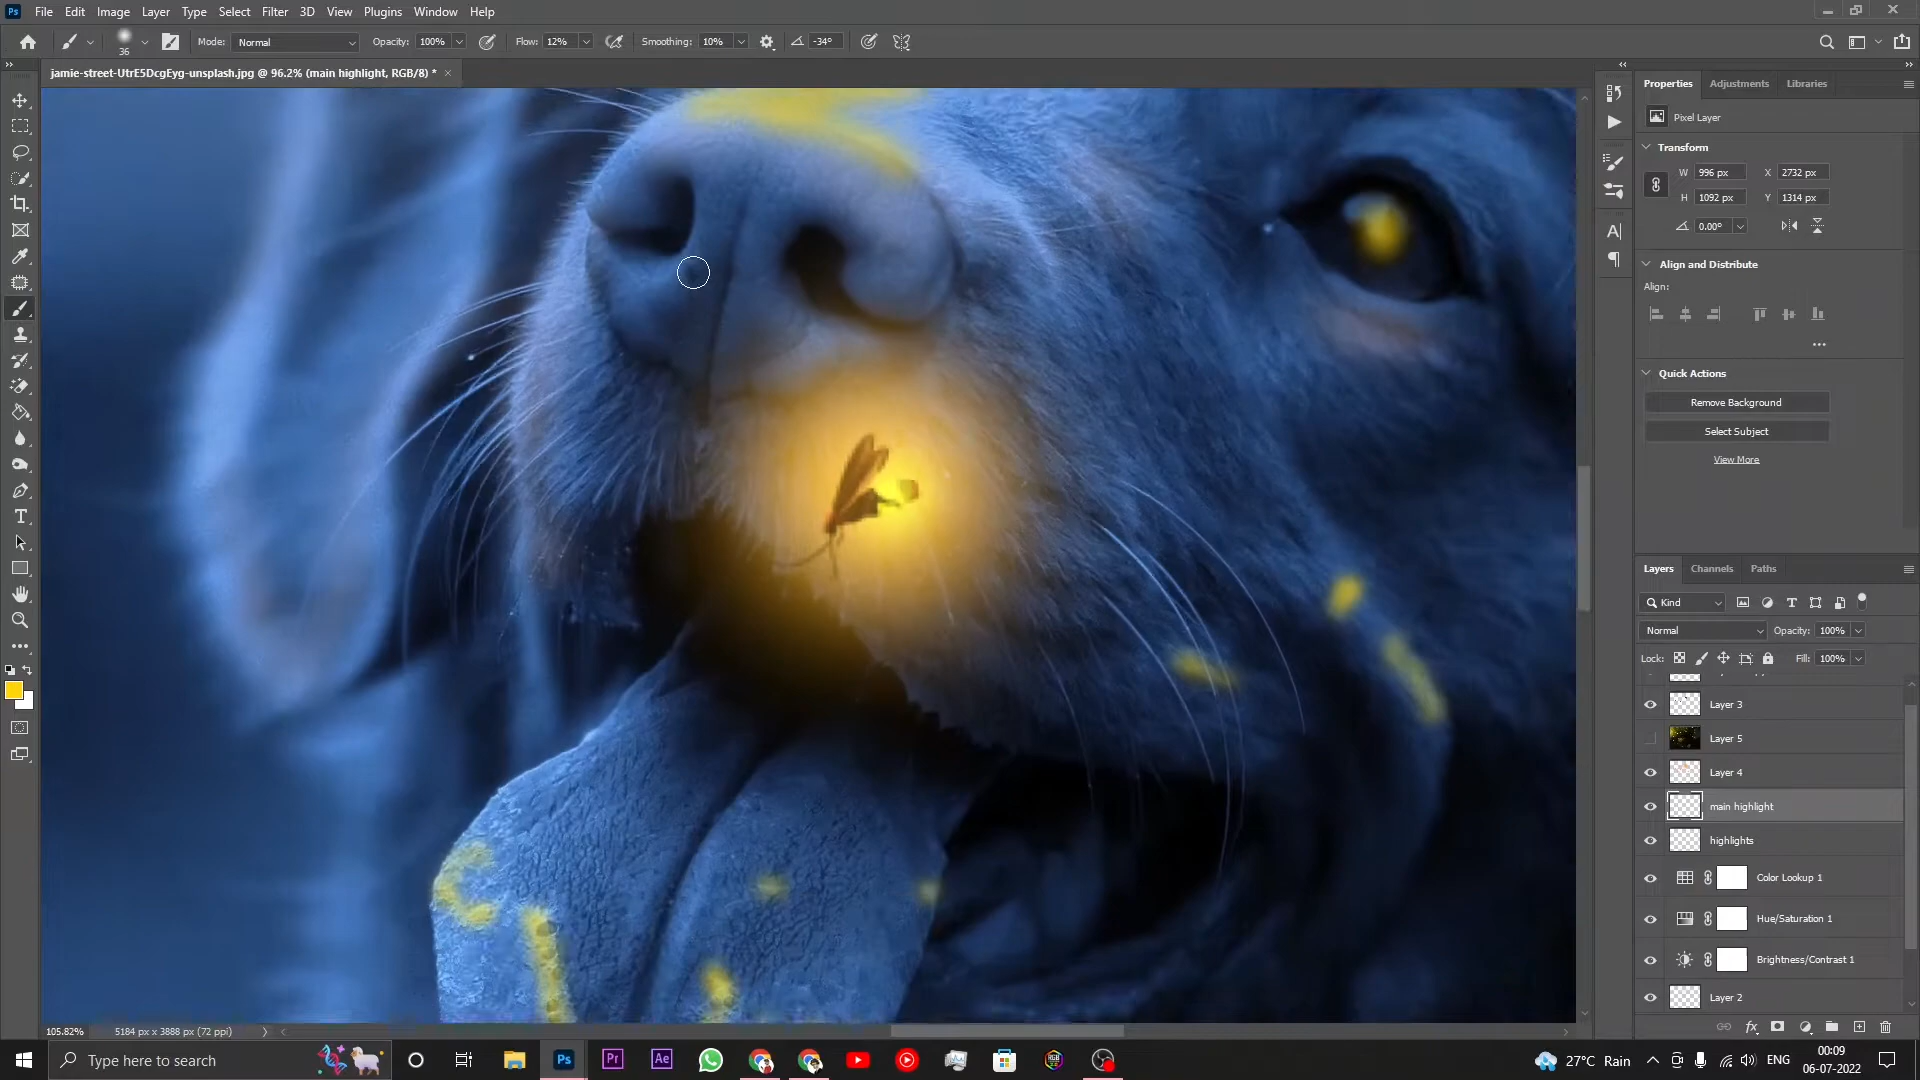 Ps File Edit Image Layer Type Select Filter 3D View Plugins Window Help
36 Mode: Normal Opacity: 100% Flow: 12% Smoothing: 10% -34°
jamie-street-UtrE5DcgEyg-unsplash.jpg @ 96.2% (main highlight, RGB/8) * ×
Properties Adjustments Libraries
Pixel Layer
Transform
W 996 px X 2732 px
H 1092 px Y 1314 px
0.00°
Align and Distribute
Align:
Quick Actions
Remove Background
Select Subject
View More
Layers Channels Paths
Kind
Normal Opacity: 100%
Lock: Fill: 100%
Layer 3
Layer 5
Layer 4
main highlight
highlights
Color Lookup 1
Hue/Saturation 1
Brightness/Contrast 1
Layer 2
105.82% 5184 px x 3888 px (72 ppi)
Type here to search
Ps Pr Ae
27°C Rain ENG
00:09
06-07-2022